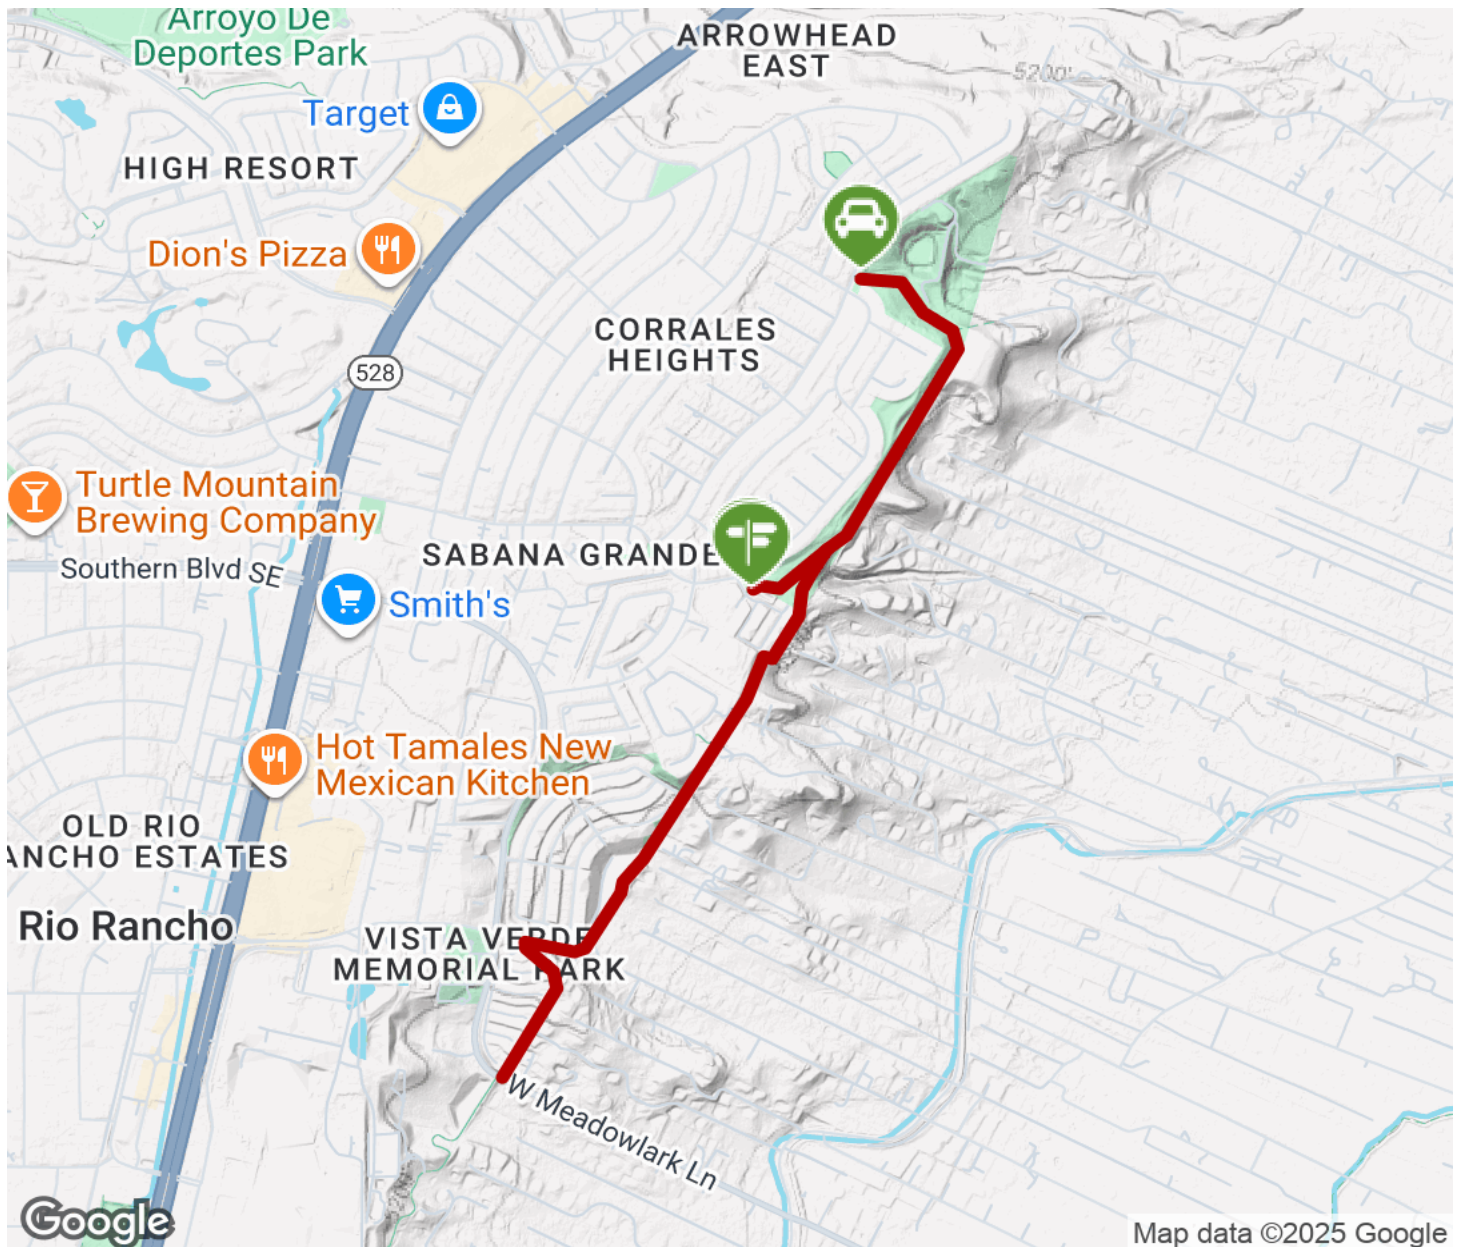 Arroyo De
Deportes Park
ARROWHEAD
EAST
5200'
Target
HIGH RESORT
Dion's Pizza
CORRALES
HEIGHTS
528
Turtle Mountain
Brewing Company
SABANA GRANDE
Southern Blvd SE
Smith's
Hot Tamales New
Mexican Kitchen
OLD RIO
ANCHO ESTATES
Rio Rancho
VISTA VERDE
MEMORIAL PARK
W Meadowlark Ln
Google
Map data ©2025 Google